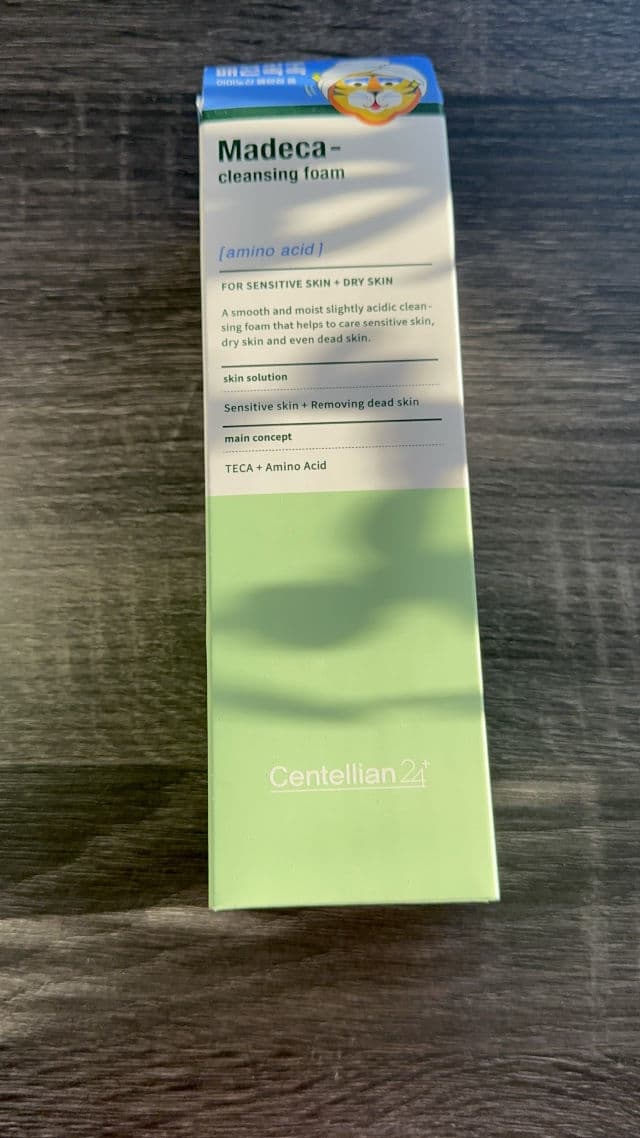 Madeca-
cleansing foam
[amino acid]
FOR SENSITIVE SKIN + DRY SKIN
A smooth and moist slightly acidic clean-
sing foam that helps to care sensitive skin,
dry skin and even dead skin.
skin solution
Sensitive skin + Removing dead skin
main concept
TECA + Amino Acid
Centellian 24+